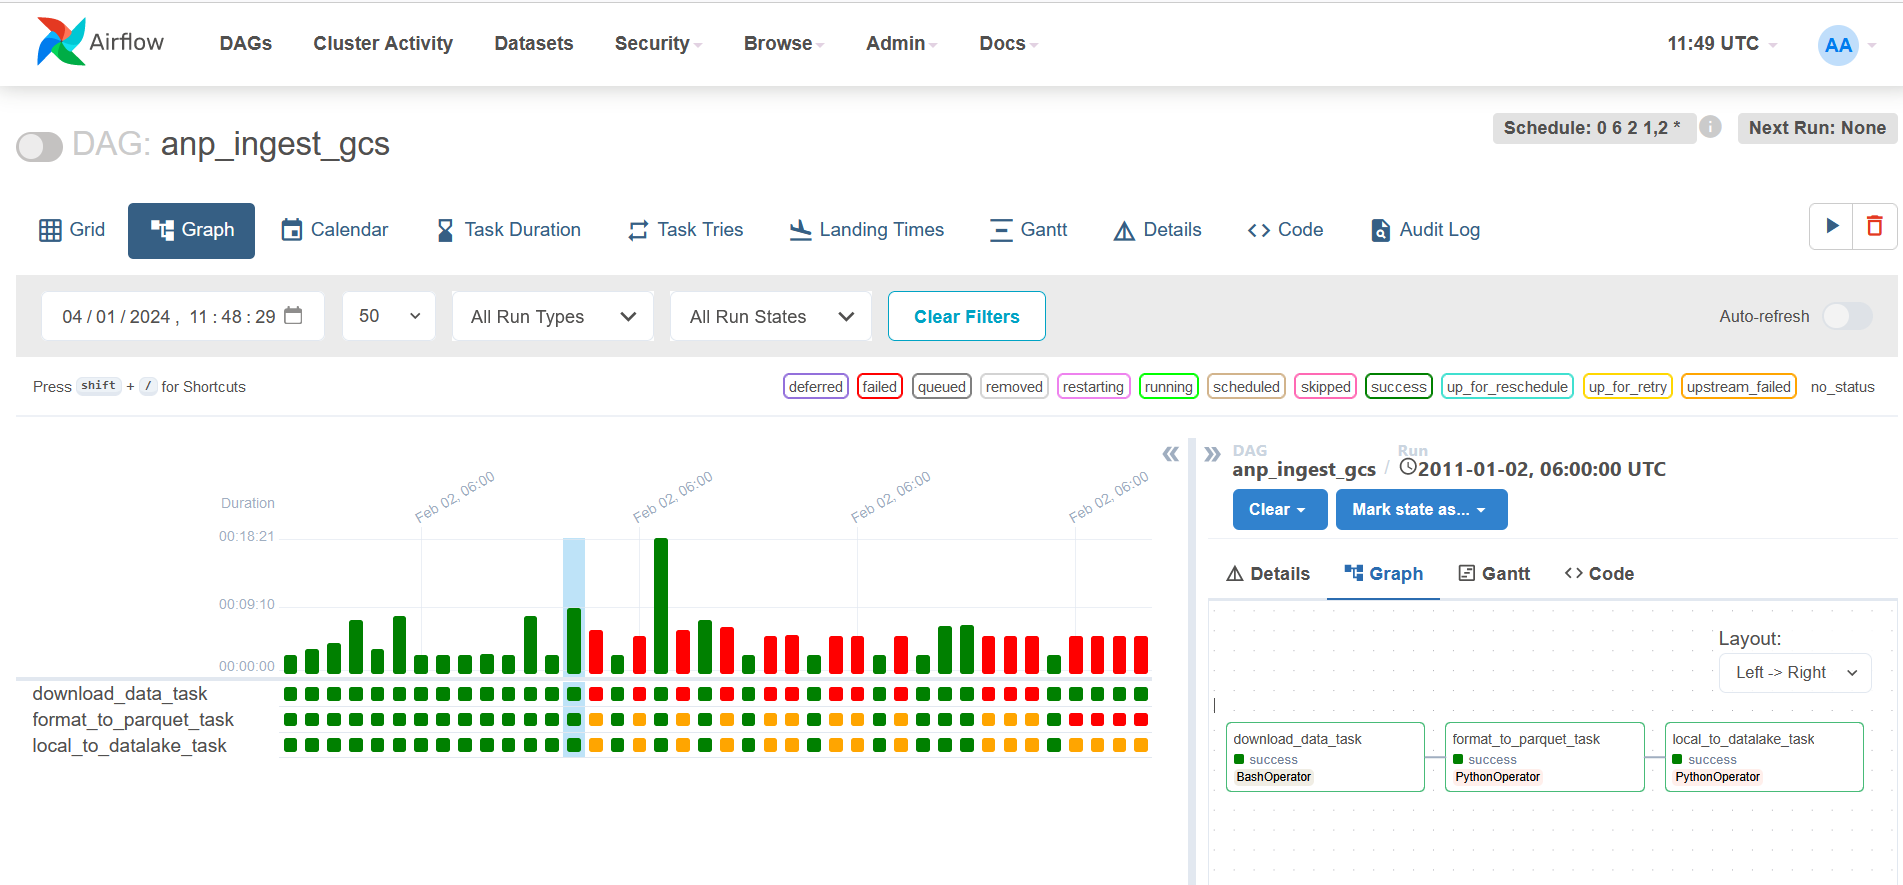 Airflow DAGs Cluster Activity Datasets Security Browse Admin Docs 11:49 UTC AA
DAG: anp_ingest_gcs
Schedule: 0 6 2 1,2 * i Next Run: None
Grid Graph Calendar Task Duration Task Tries Landing Times Gantt Details Code Audit Log
04 / 01 / 2024 , 11 : 48 : 29 50 All Run Types All Run States Clear Filters Auto-refresh
Press shift + / for Shortcuts
deferred failed queued removed restarting running scheduled skipped success up_for_reschedule up_for_retry upstream_failed no_status
Duration
Feb 02, 06:00 Feb 02, 06:00 Feb 02, 06:00 Feb 02, 06:00
00:18:21
00:09:10
00:00:00
download_data_task
format_to_parquet_task
local_to_datalake_task
« »
DAG Run
anp_ingest_gcs / 2011-01-02, 06:00:00 UTC
Clear Mark state as...
Details Graph Gantt Code
Layout:
Left -> Right
download_data_task
success
BashOperator
format_to_parquet_task
success
PythonOperator
local_to_datalake_task
success
PythonOperator